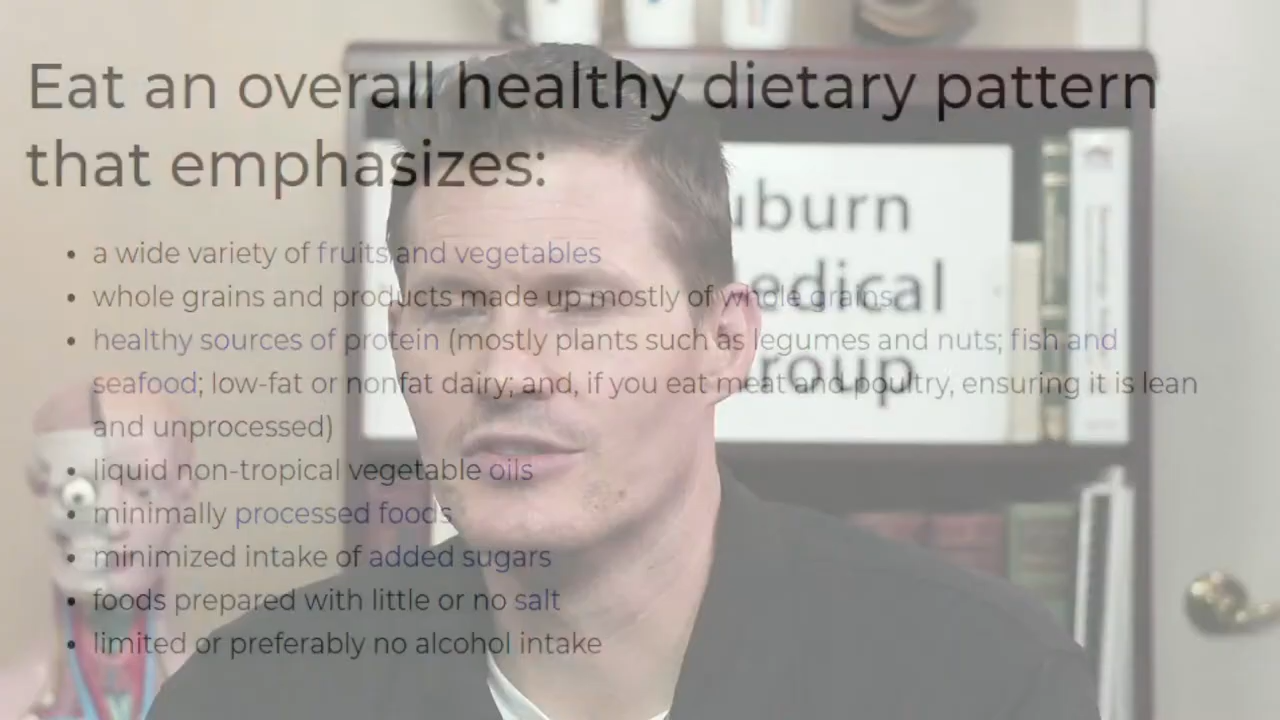 Eat an overall healthy dietary pattern
that emphasizes:
a wide variety of fruits and vegetables
whole grains and products made up mostly of whole grains
healthy sources of protein (mostly plants such as legumes and nuts; fish and
seafood; low-fat or nonfat dairy; and, if you eat meat and poultry, ensuring it is lean
and unprocessed)
liquid non-tropical vegetable oils
minimally processed foods
minimized intake of added sugars
foods prepared with little or no salt
limited or preferably no alcohol intake
uburn
edical
roup